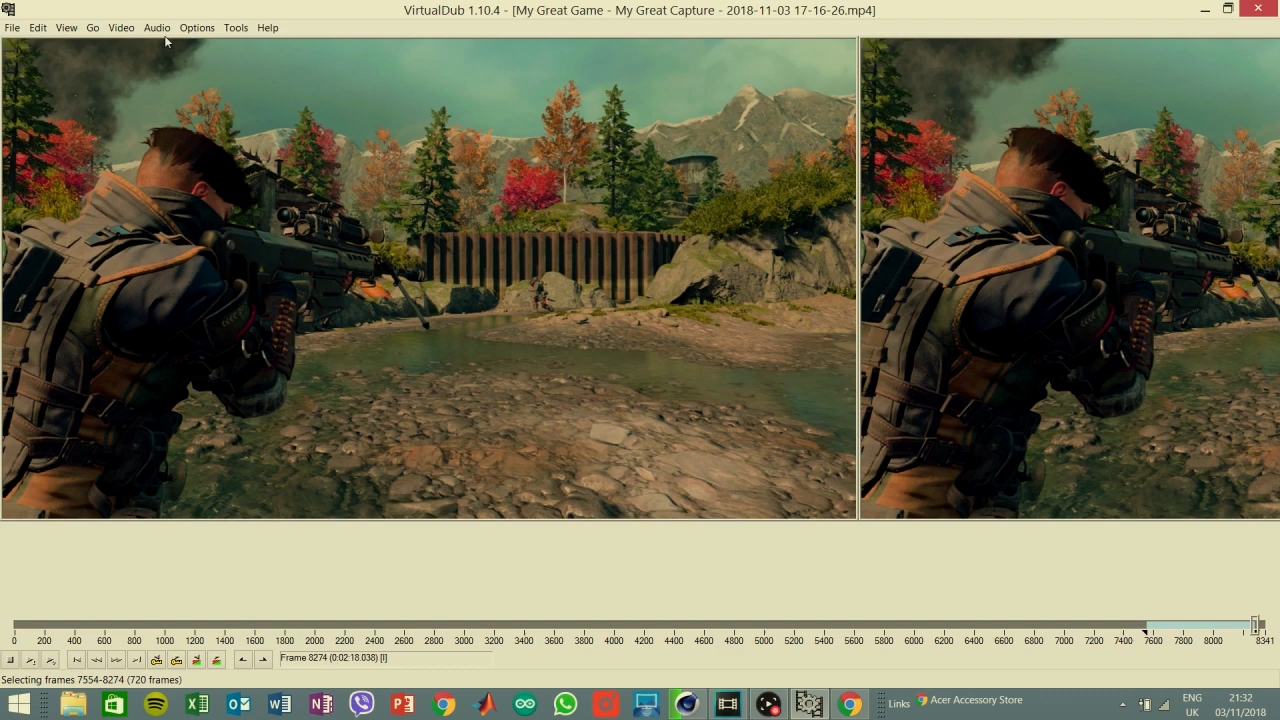 VirtualDub 1.10.4 - [My Great Game - My Great Capture - 2018-11-03 17-16-26.mp4]
File Edit View Go Video Audio Options Tools Help
0 200 400 600 800 1000 1200 1400 1600 1800 2000 2200 2400 2600 2800 3000 3200 3400 3600 3800 4000 4200 4400 4600 4800 5000 5200 5400 5600 5800 6000 6200 6400 6600 6800 7000 7200 7400 7600 7800 8000 8341
Frame 8274 (0:02:18.038) [I]
Selecting frames 7554-8274 (720 frames)
Links Acer Accessory Store
ENG 21:32
UK 03/11/2018